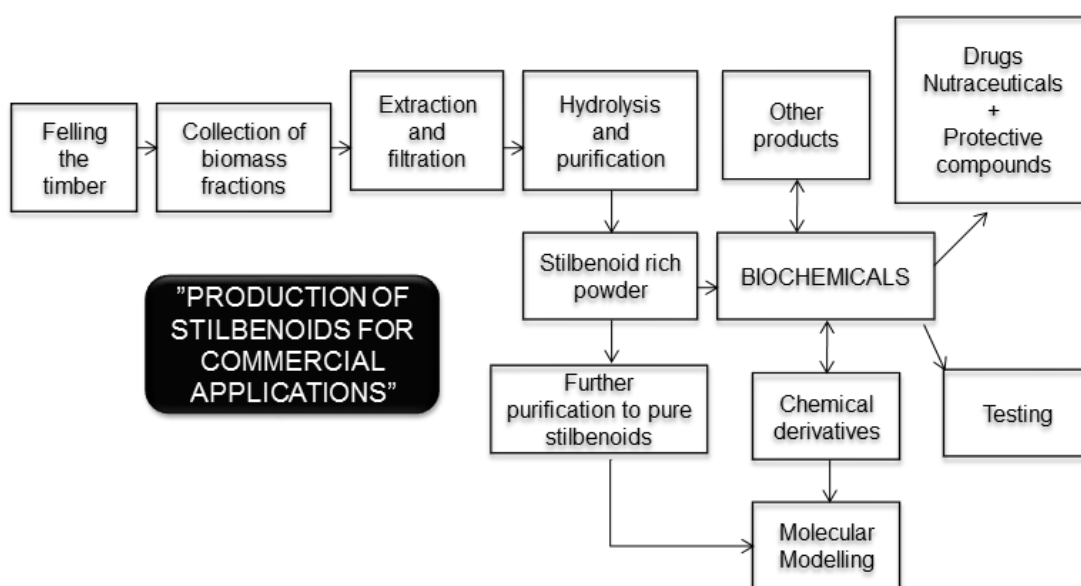 Felling
the
timber
Collection of
biomass
fractions
Extraction
and
filtration
Hydrolysis
and
purification
Other
products
Drugs
Nutraceuticals
+
Protective
compounds
Stilbenoid rich
powder
BIOCHEMICALS
”PRODUCTION OF
STILBENOIDS FOR
COMMERCIAL
APPLICATIONS”
Further
purification to pure
stilbenoids
Chemical
derivatives
Testing
Molecular
Modelling